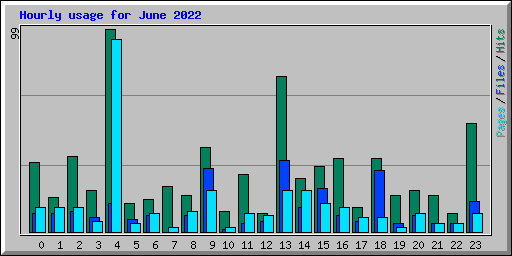 Hourly usage for June 2022
99
Pages/Files/Hits
0 1 2 3 4 5 6 7 8 9 10 11 12 13 14 15 16 17 18 19 20 21 22 23